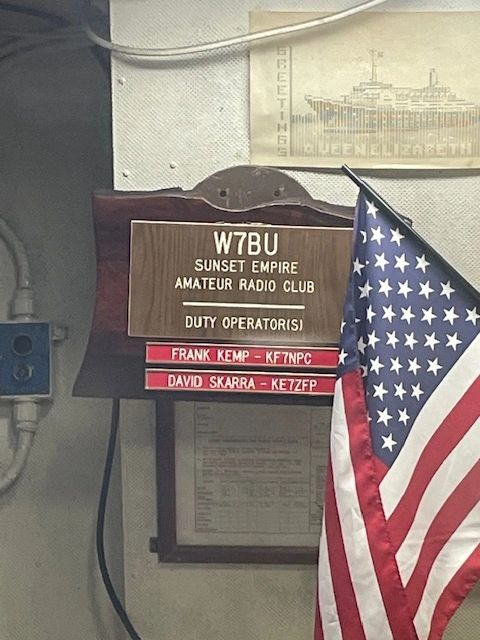 GREETINGS
QUEEN ELIZABETH
W7BU
SUNSET EMPIRE
AMATEUR RADIO CLUB
DUTY OPERATOR(S)
FRANK KEMP - KF7NPC
DAVID SKARRA - KE7ZFP